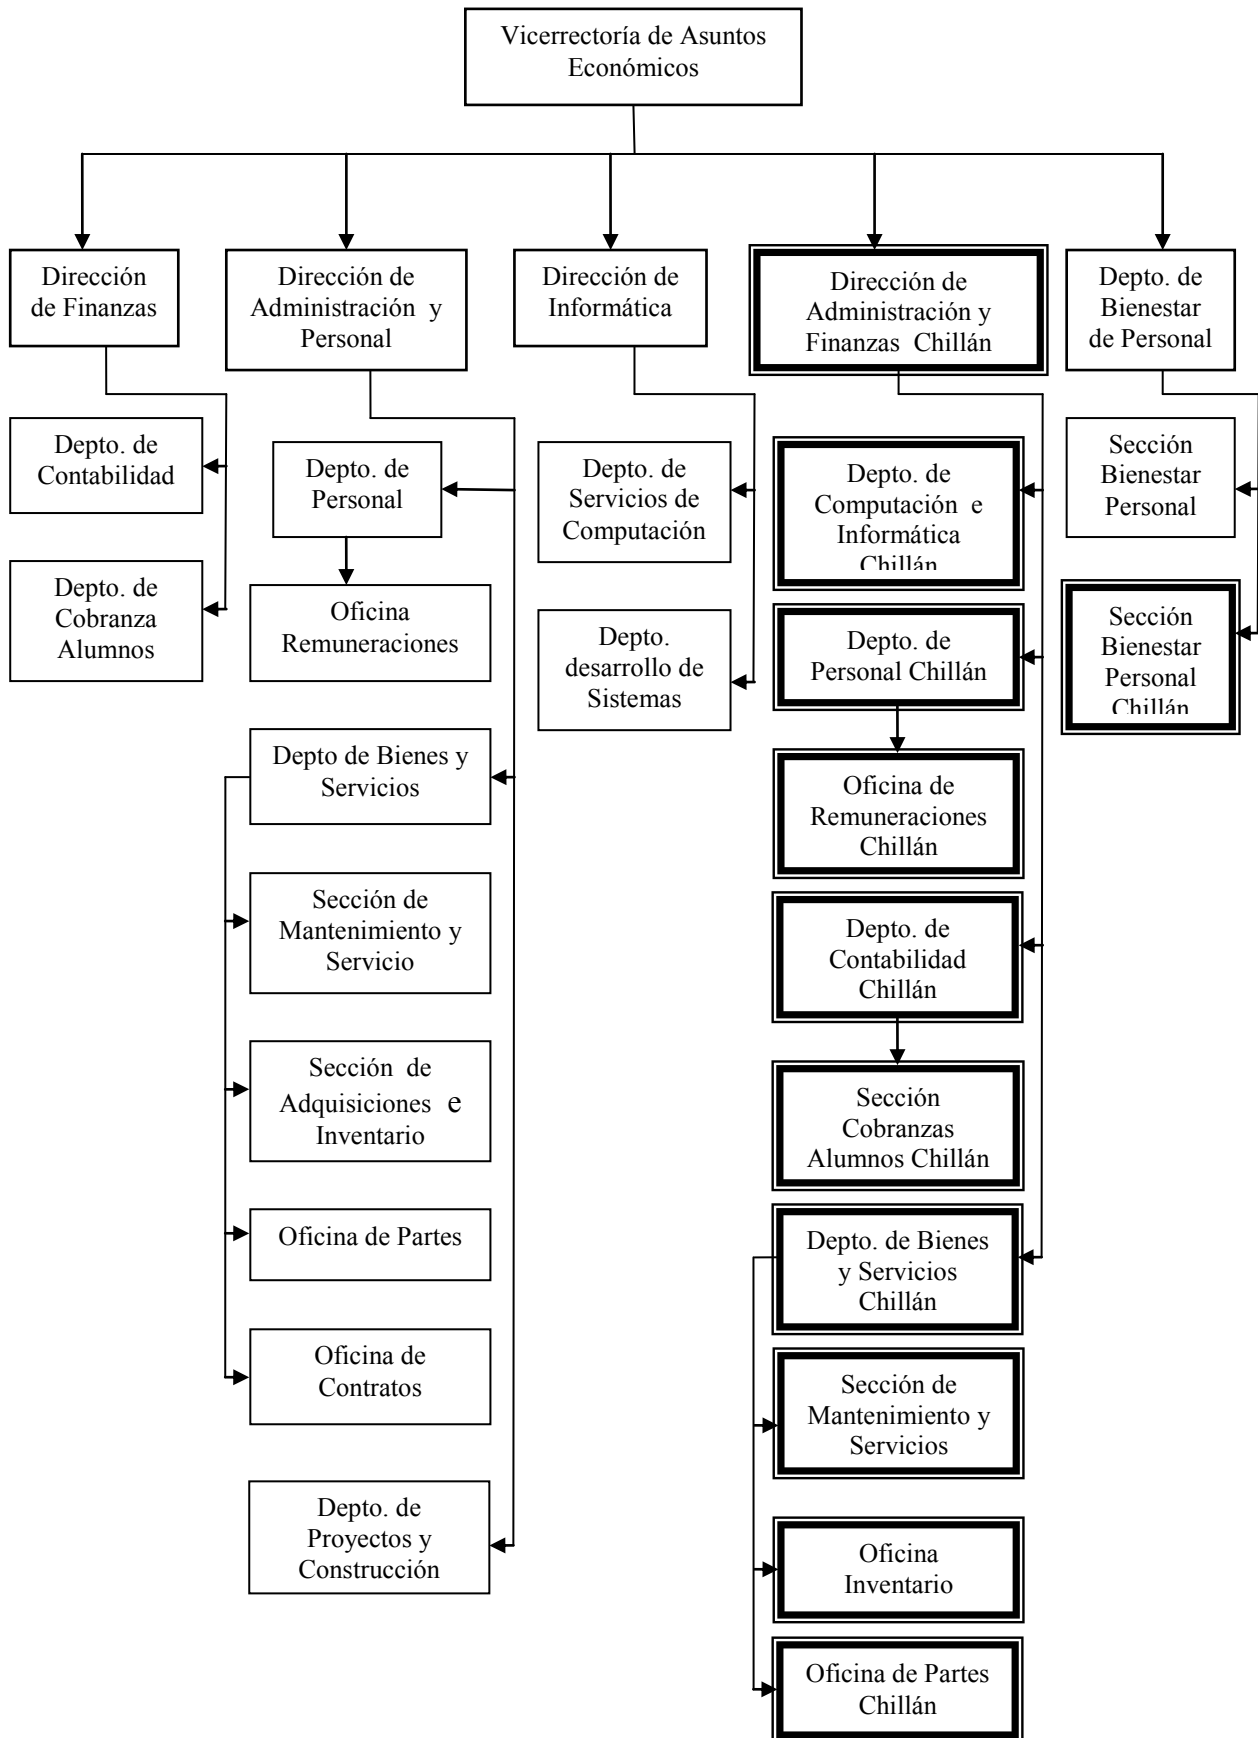 Vicerrectoría de Asuntos
Económicos
Dirección
de Finanzas
Dirección de
Administración y
Personal
Dirección de
Informática
Dirección de
Administración y
Finanzas Chillán
Depto. de
Bienestar
de Personal
Depto. de
Contabilidad
Depto. de
Cobranza
Alumnos
Depto. de
Personal
Oficina
Remuneraciones
Depto de Bienes y
Servicios
Sección de
Mantenimiento y
Servicio
Sección de
Adquisiciones e
Inventario
Oficina de Partes
Oficina de
Contratos
Depto. de
Proyectos y
Construcción
Depto. de
Servicios de
Computación
Depto.
desarrollo de
Sistemas
Depto. de
Computación e
Informática
Chillán
Depto. de
Personal Chillán
Oficina de
Remuneraciones
Chillán
Depto. de
Contabilidad
Chillán
Sección
Cobranzas
Alumnos Chillán
Depto. de Bienes
y Servicios
Chillán
Sección de
Mantenimiento y
Servicios
Oficina
Inventario
Oficina de Partes
Chillán
Sección
Bienestar
Personal
Sección
Bienestar
Personal
Chillán